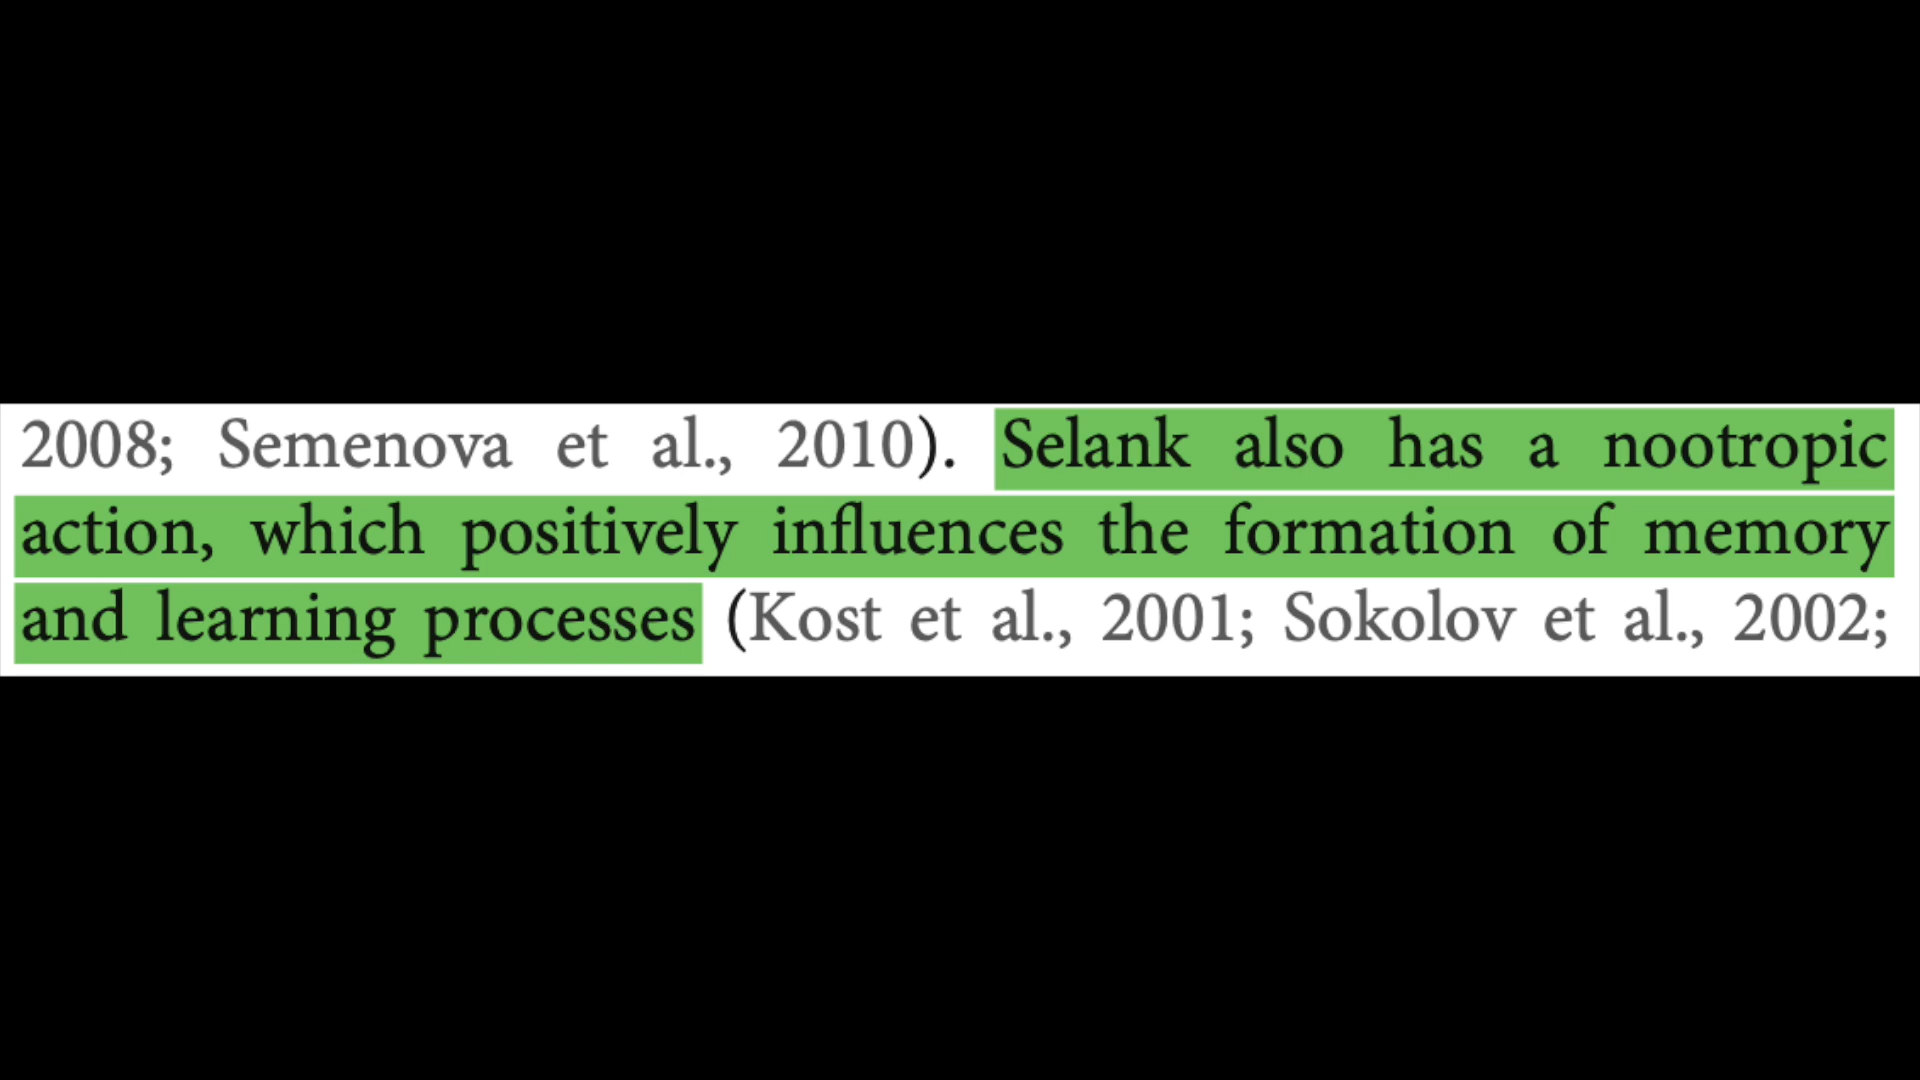 2008; Semenova et al., 2010). Selank also has a nootropic
action, which positively influences the formation of memory
and learning processes (Kost et al., 2001; Sokolov et al., 2002;